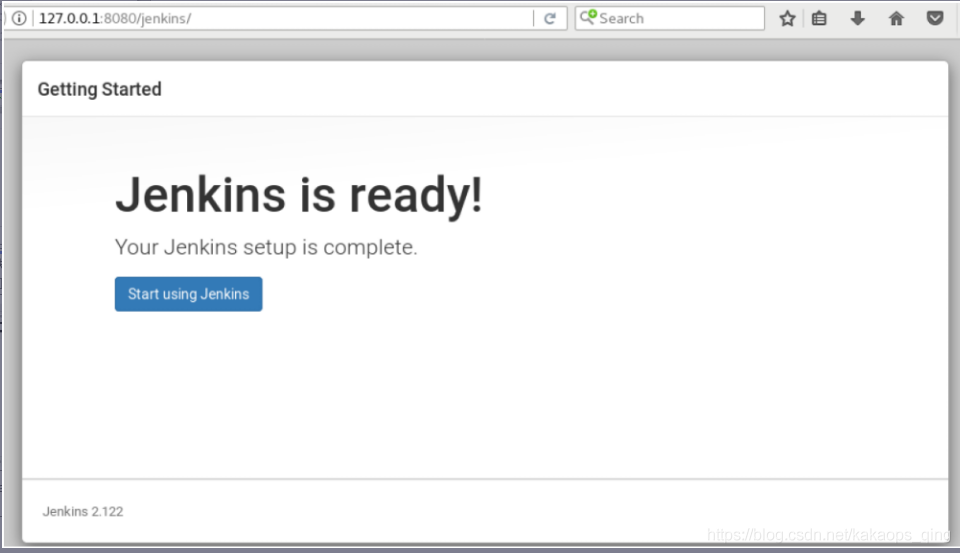 127.0.0.1:8080/jenkins/
Search
Getting Started
Jenkins is ready!
Your Jenkins setup is complete.
Start using Jenkins
Jenkins 2.122
https://blog.csdn.net/kakaops_qing